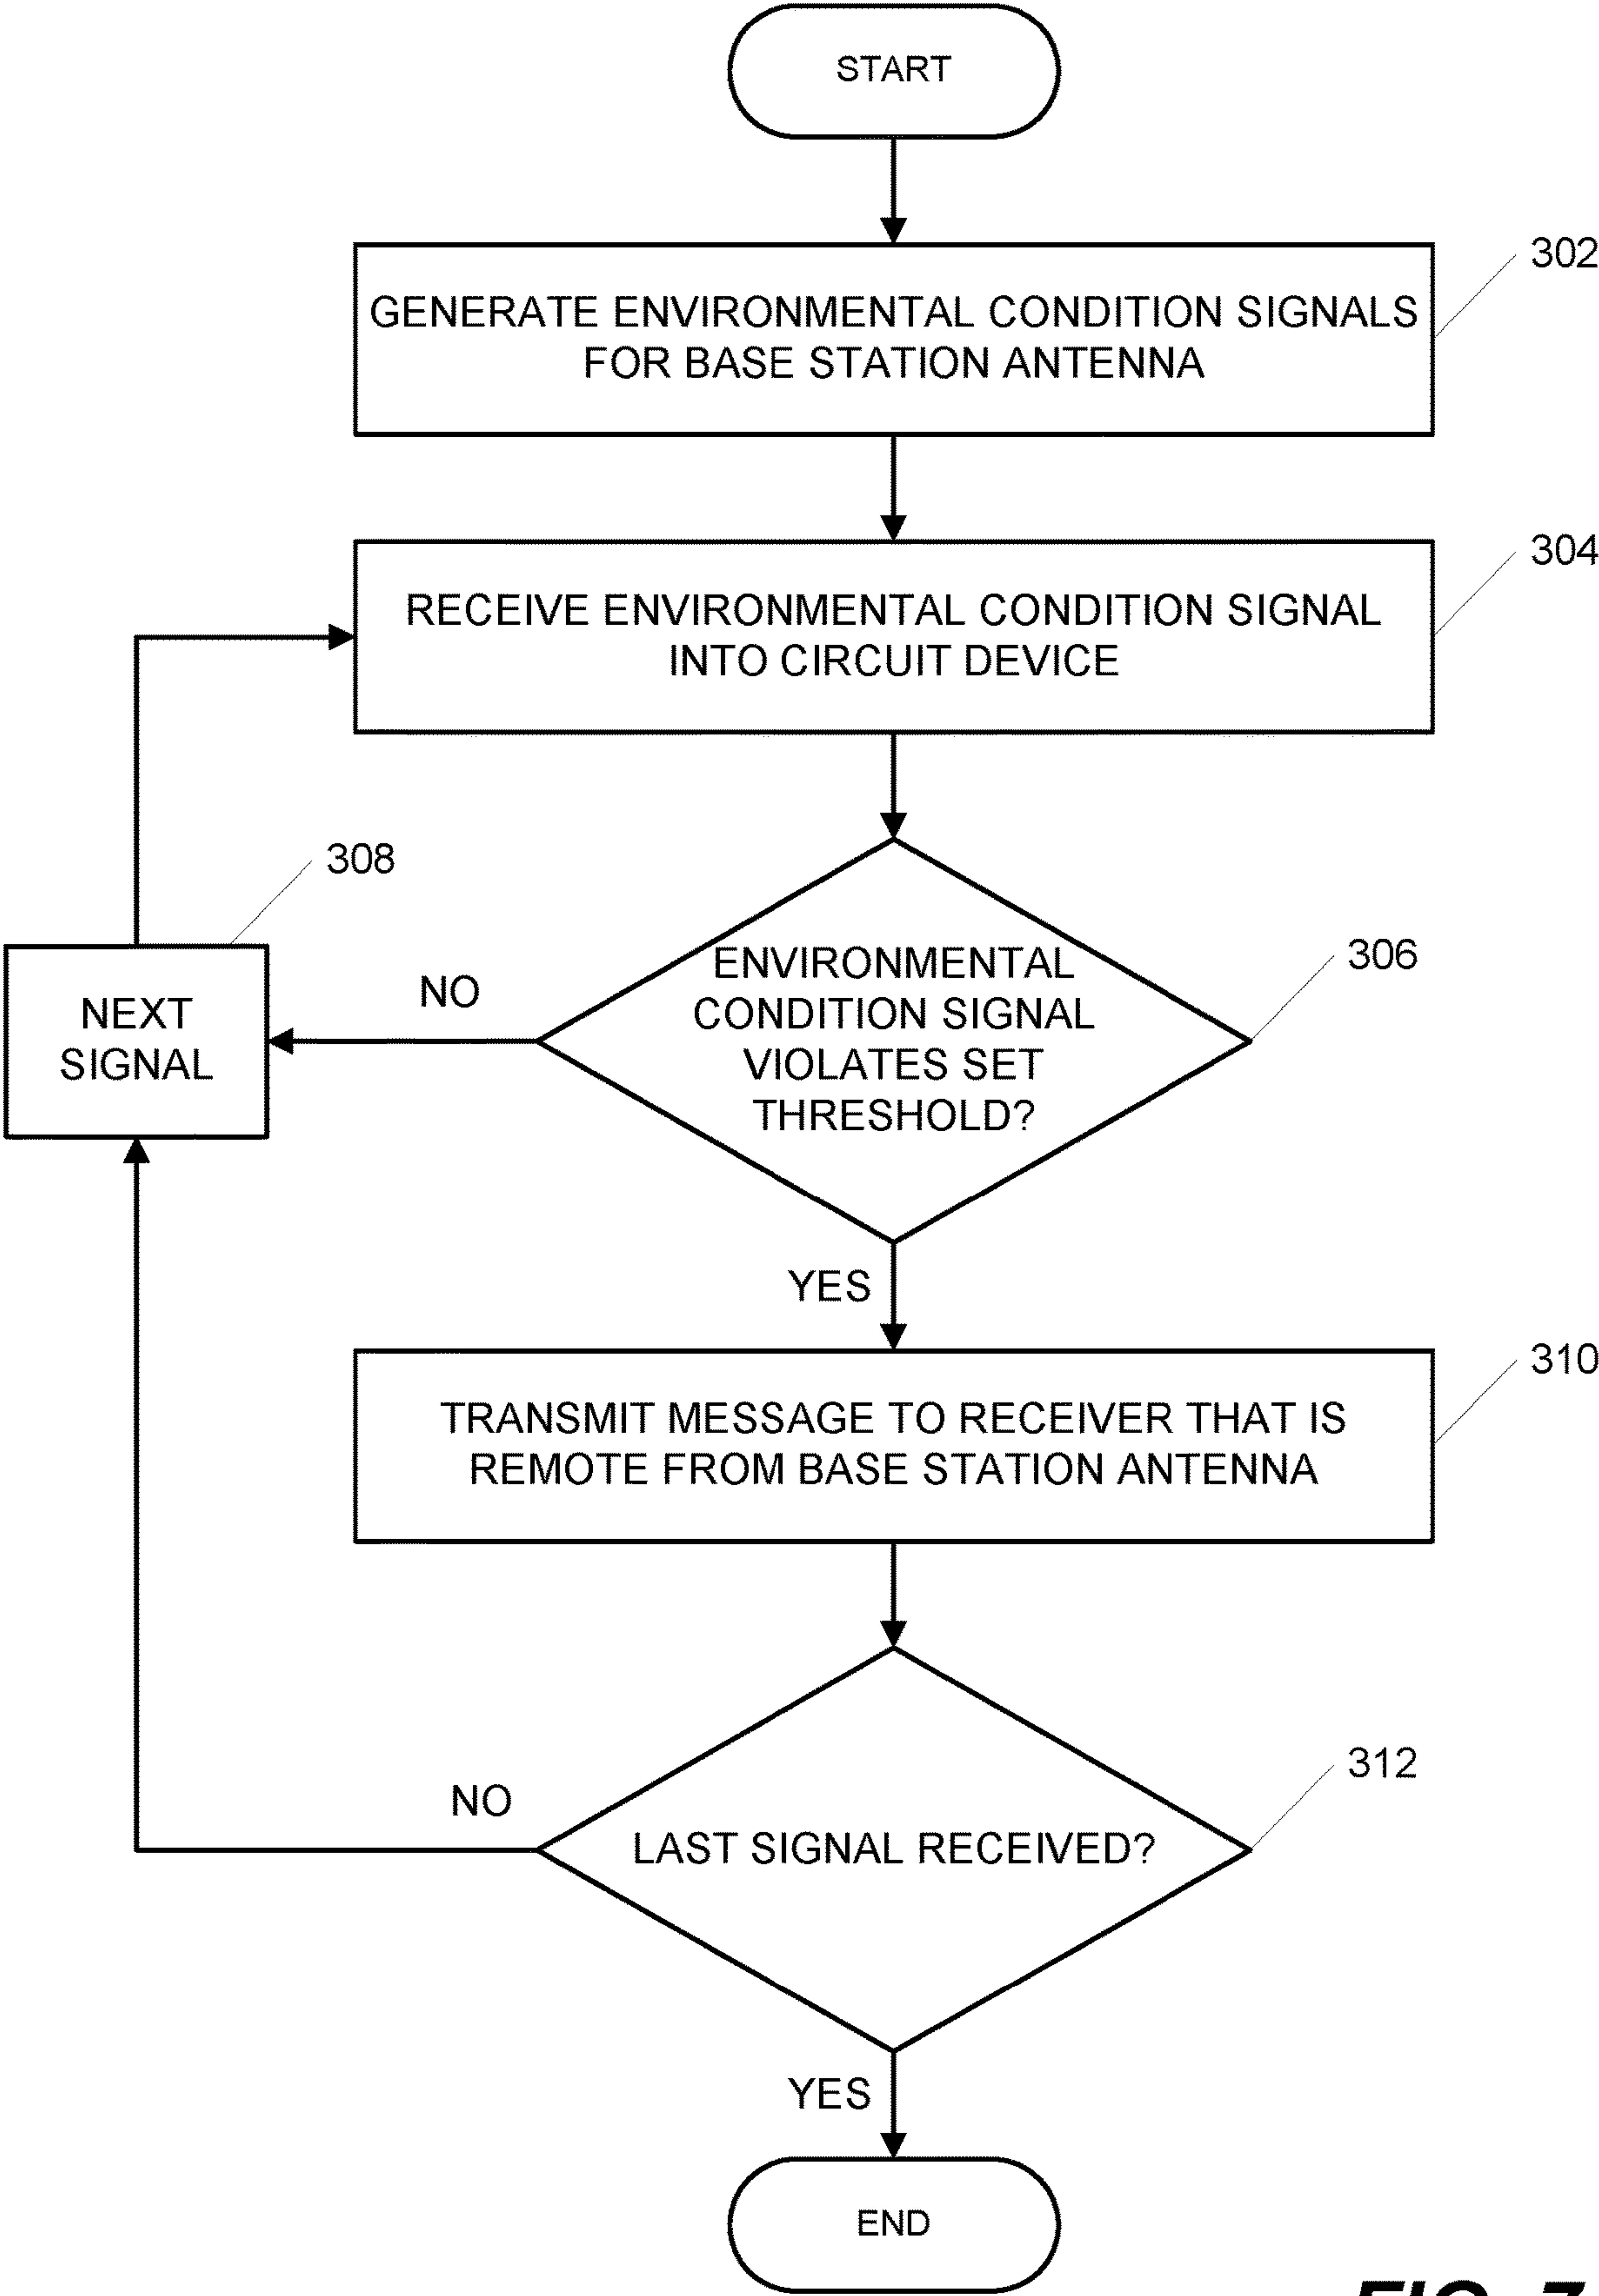 START
302
GENERATE ENVIRONMENTAL CONDITION SIGNALS
FOR BASE STATION ANTENNA
304
RECEIVE ENVIRONMENTAL CONDITION SIGNAL
INTO CIRCUIT DEVICE
308
306
NEXT
SIGNAL
NO
ENVIRONMENTAL
CONDITION SIGNAL
VIOLATES SET
THRESHOLD?
YES
310
TRANSMIT MESSAGE TO RECEIVER THAT IS
REMOTE FROM BASE STATION ANTENNA
312
NO
LAST SIGNAL RECEIVED?
YES
END